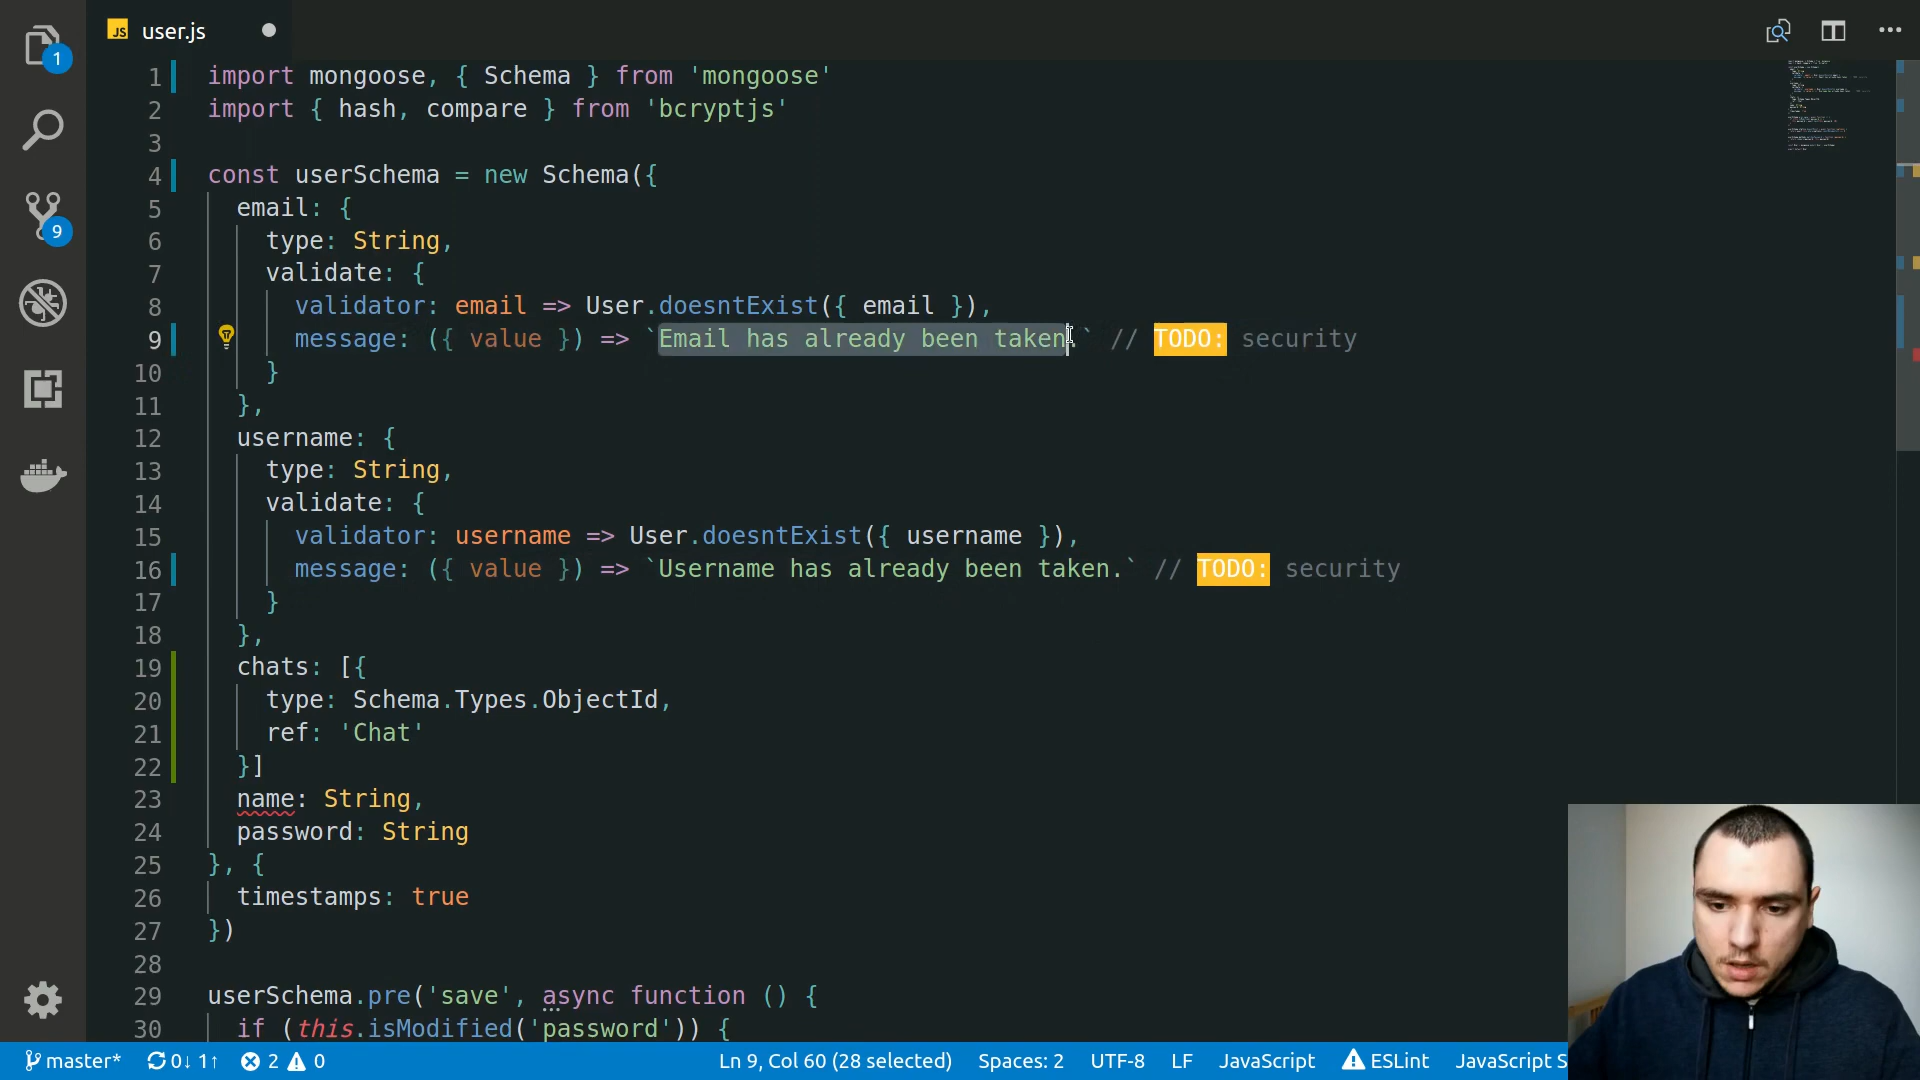 JS user.js
1
9
1 import mongoose, { Schema } from 'mongoose'
2 import { hash, compare } from 'bcryptjs'
3
4 const userSchema = new Schema({
5 email: {
6 type: String,
7 validate: {
8 validator: email => User.doesntExist({ email }),
9 message: ({ value }) => `Email has already been taken.` // TODO: security
10 }
11 },
12 username: {
13 type: String,
14 validate: {
15 validator: username => User.doesntExist({ username }),
16 message: ({ value }) => `Username has already been taken.` // TODO: security
17 }
18 },
19 chats: [{
20 type: Schema.Types.ObjectId,
21 ref: 'Chat'
22 }]
23 name: String,
24 password: String
25 }, {
26 timestamps: true
27 })
28
29 userSchema.pre('save', async function () {
30 if (this.isModified('password')) {
master* 0↓ 1↑ 2 0 Ln 9, Col 60 (28 selected) Spaces: 2 UTF-8 LF JavaScript ESLint JavaScript S